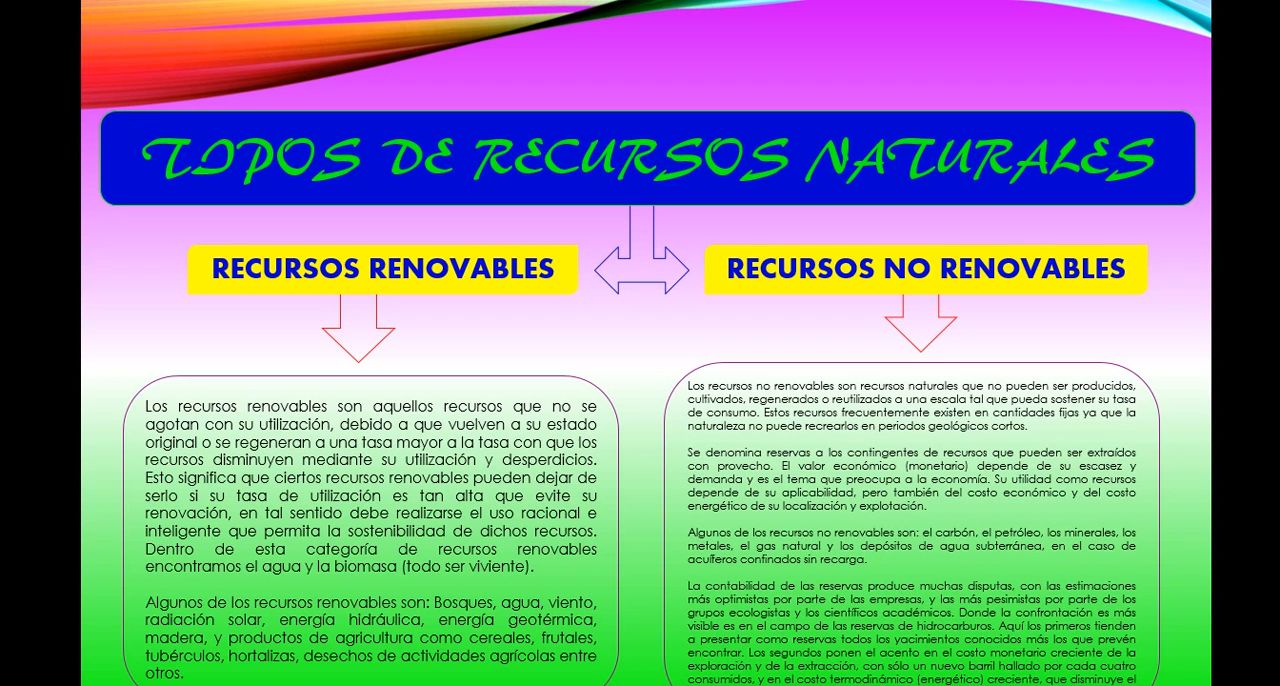 TIPOS DE RECURSOS NATURALES
RECURSOS RENOVABLES
RECURSOS NO RENOVABLES
Los recursos renovables son aquellos recursos que no se
agotan con su utilización, debido a que vuelven a su estado
original o se regeneran a una tasa mayor a la tasa con que los
recursos disminuyen mediante su utilización y desperdicios.
Esto significa que ciertos recursos renovables pueden dejar de
serlo si su tasa de utilización es tan alta que evite su
renovación, en tal sentido debe realizarse el uso racional e
inteligente que permita la sostenibilidad de dichos recursos.
Dentro de esta categoría de recursos renovables
encontramos el agua y la biomasa (todo ser viviente).
Algunos de los recursos renovables son: Bosques, agua, viento,
radiación solar, energía hidráulica, energía geotérmica,
madera, y productos de agricultura como cereales, frutales,
tubérculos, hortalizas, desechos de actividades agrícolas entre
otros.
Los recursos no renovables son recursos naturales que no pueden ser producidos,
cultivados, regenerados o reutilizados a una escala tal que pueda sostener su tasa
de consumo. Estos recursos frecuentemente existen en cantidades fijas ya que la
naturaleza no puede recrearlos en periodos geológicos cortos.
Se denomina reservas a los contingentes de recursos que pueden ser extraídos
con provecho. El valor económico (monetario) depende de su escasez y
demanda y es el tema que preocupa a la economía. Su utilidad como recursos
depende de su aplicabilidad, pero también del costo económico y del costo
energético de su localización y explotación.
Algunos de los recursos no renovables son: el carbón, el petróleo, los minerales, los
metales, el gas natural y los depósitos de agua subterránea, en el caso de
acuíferos confinados sin recarga.
La contabilidad de las reservas produce muchas disputas, con las estimaciones
más optimistas por parte de las empresas, y las más pesimistas por parte de los
grupos ecologistas y los científicos académicos. Donde la confrontación es más
visible es en el campo de las reservas de hidrocarburos. Aquí los primeros tienden
a presentar como reservas todos los yacimientos conocidos más los que prevén
encontrar. Los segundos ponen el acento en el costo monetario creciente de la
exploración y de la extracción, con sólo un nuevo barril hallado por cada cuatro
consumidos, y en el costo termodinámico (energético) creciente, que disminuye el